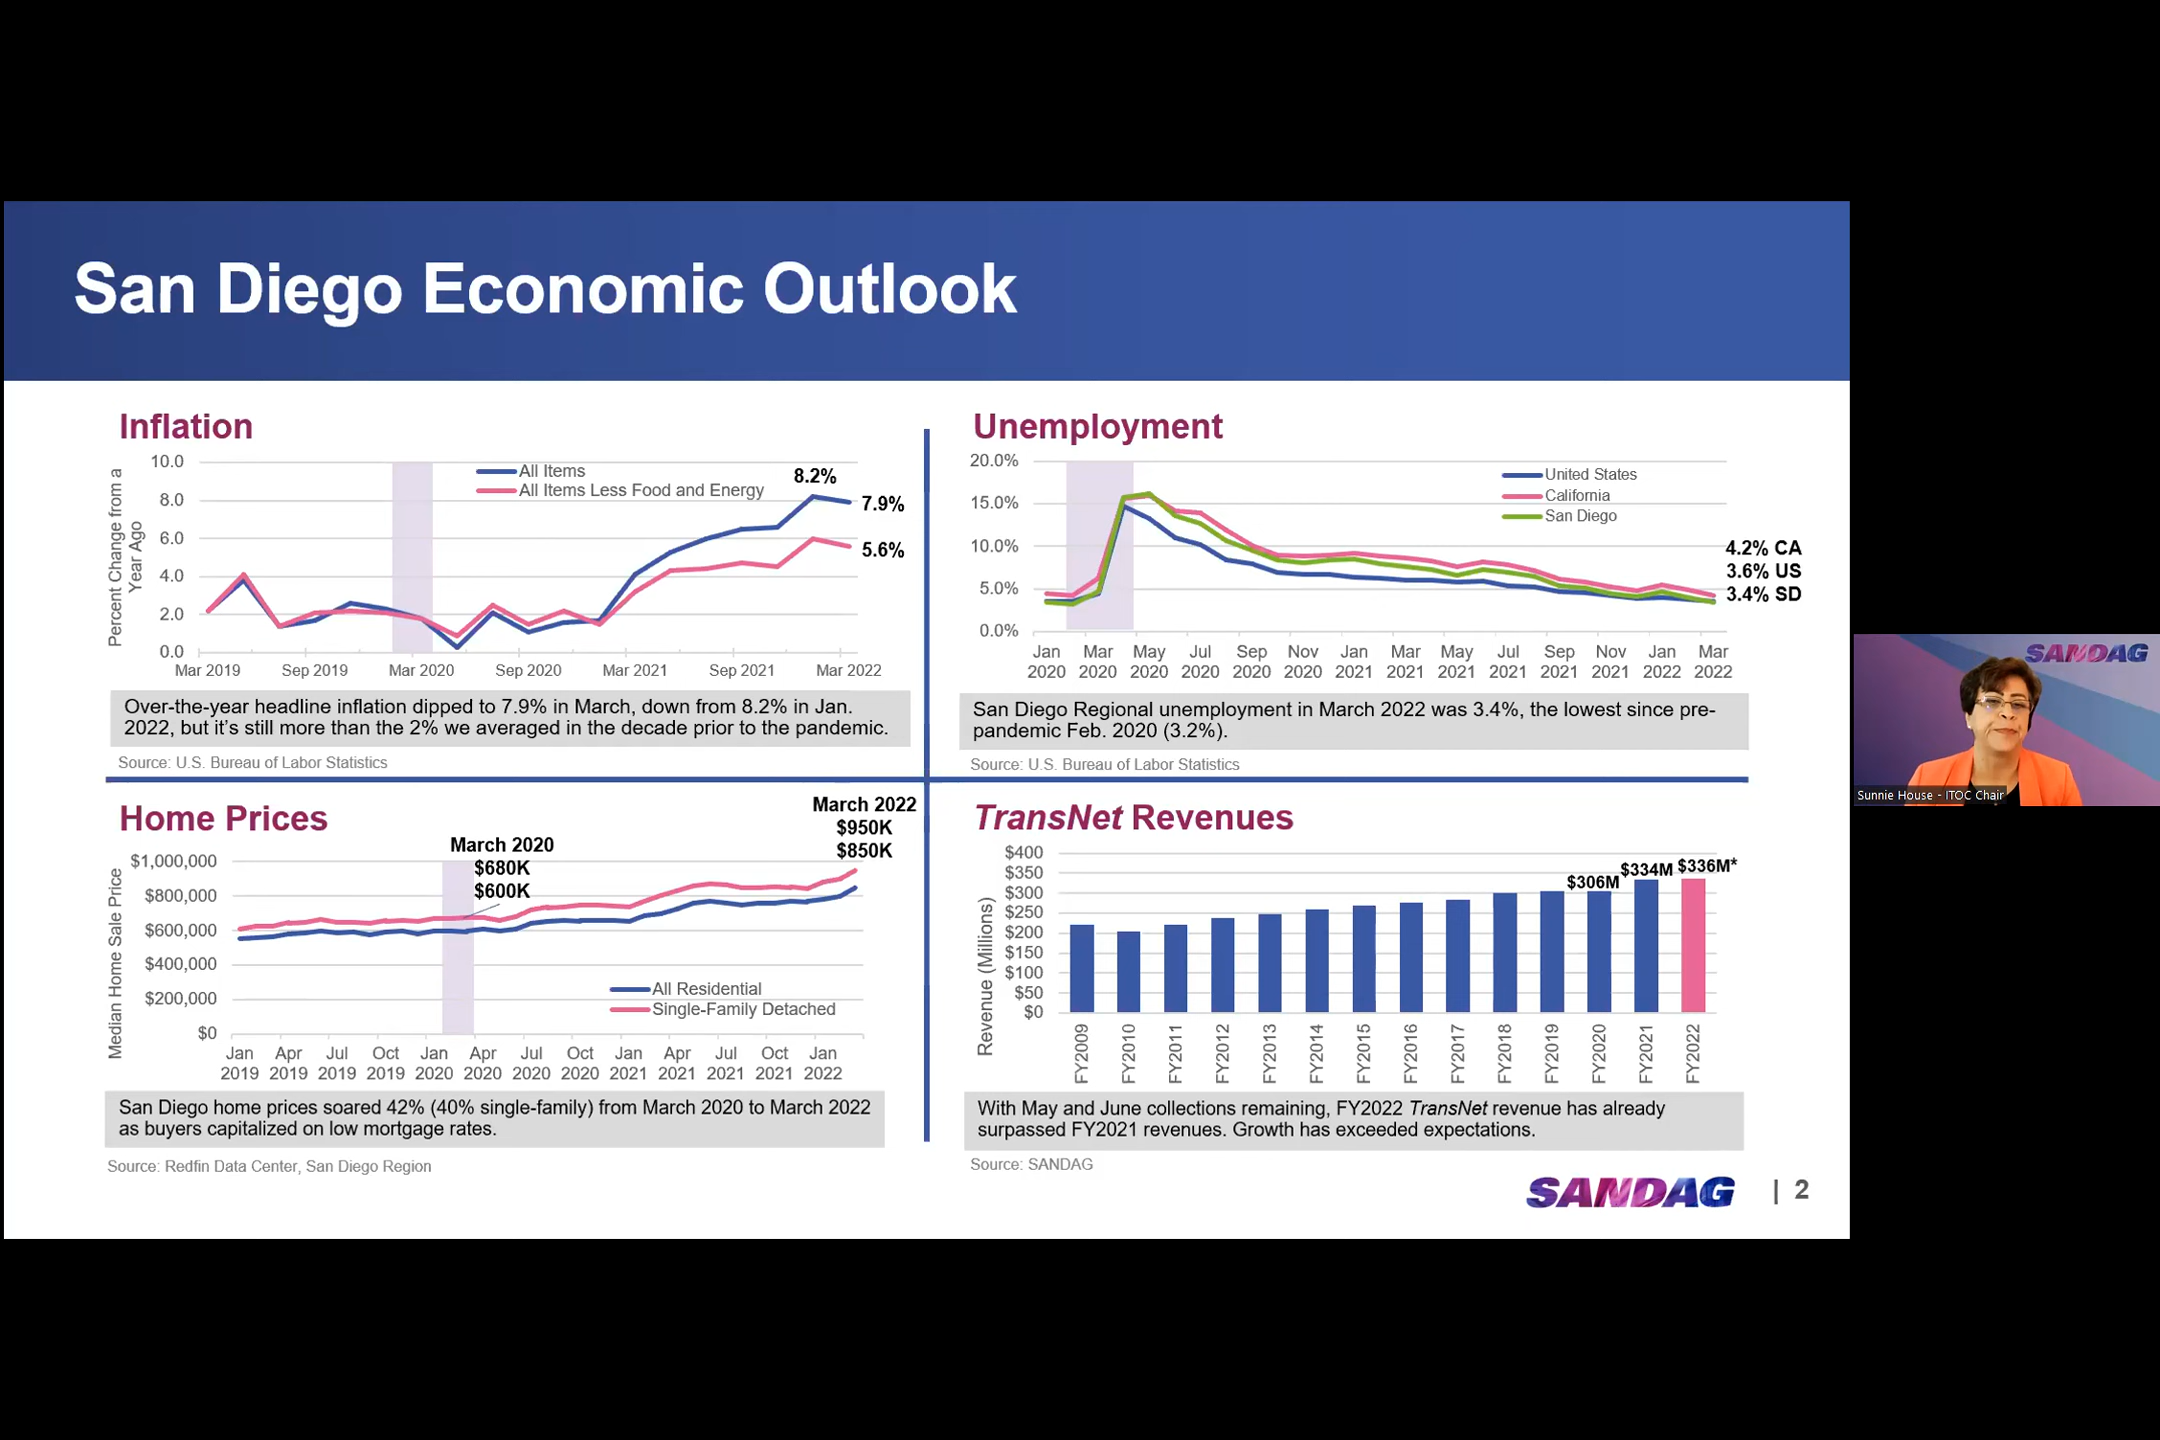 San Diego Economic Outlook
Inflation
Percent Change from a
Year Ago
10.0
8.0
6.0
4.0
2.0
0.0
All Items
All Items Less Food and Energy
8.2%
7.9%
5.6%
Mar 2019 Sep 2019 Mar 2020 Sep 2020 Mar 2021 Sep 2021 Mar 2022
Over-the-year headline inflation dipped to 7.9% in March, down from 8.2% in Jan.
2022, but it's still more than the 2% we averaged in the decade prior to the pandemic.
Source: U.S. Bureau of Labor Statistics
Unemployment
20.0%
15.0%
10.0%
5.0%
0.0%
United States
California
San Diego
4.2% CA
3.6% US
3.4% SD
Jan Mar May Jul Sep Nov Jan Mar May Jul Sep Nov Jan Mar
2020 2020 2020 2020 2020 2020 2021 2021 2021 2021 2021 2021 2022 2022
San Diego Regional unemployment in March 2022 was 3.4%, the lowest since pre-
pandemic Feb. 2020 (3.2%).
Source: U.S. Bureau of Labor Statistics
Home Prices
Median Home Sale Price
$1,000,000
$800,000
$600,000
$400,000
$200,000
$0
March 2020
$680K
$600K
March 2022
$950K
$850K
All Residential
Single-Family Detached
Jan Apr Jul Oct Jan Apr Jul Oct Jan Apr Jul Oct Jan
2019 2019 2019 2019 2020 2020 2020 2020 2021 2021 2021 2021 2022
San Diego home prices soared 42% (40% single-family) from March 2020 to March 2022
as buyers capitalized on low mortgage rates.
Source: Redfin Data Center, San Diego Region
TransNet Revenues
Revenue (Millions)
$400
$350
$300
$250
$200
$150
$100
$50
$0
$306M
$334M
$336M*
FY2009
FY2010
FY2011
FY2012
FY2013
FY2014
FY2015
FY2016
FY2017
FY2018
FY2019
FY2020
FY2021
FY2022
With May and June collections remaining, FY2022 TransNet revenue has already
surpassed FY2021 revenues. Growth has exceeded expectations.
Source: SANDAG
SANDAG | 2
SANDAG
Sunnie House - ITOC Chair